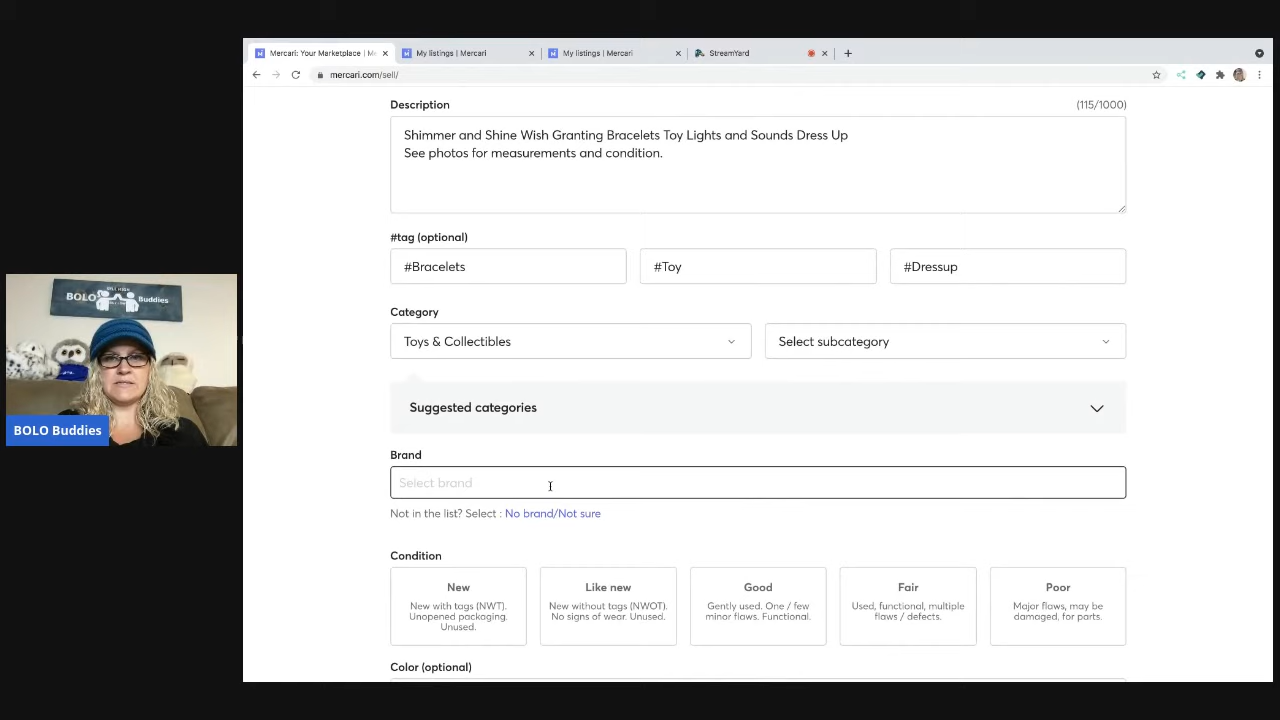 Mercari: Your Marketplace | Me
My listings | Mercari
My listings | Mercari
StreamYard
mercari.com/sell/
Description
(115/1000)
Shimmer and Shine Wish Granting Bracelets Toy Lights and Sounds Dress Up
See photos for measurements and condition.
#tag (optional)
#Bracelets
#Toy
#Dressup
Category
Toys & Collectibles
Select subcategory
Suggested categories
Brand
Select brand
Not in the list? Select : No brand/Not sure
Condition
New
New with tags (NWT).
Unopened packaging.
Unused.
Like new
New without tags (NWOT).
No signs of wear. Unused.
Good
Gently used. One / few
minor flaws. Functional.
Fair
Used, functional, multiple
flaws / defects.
Poor
Major flaws, may be
damaged, for parts.
Color (optional)
BOLO Buddies
BOLO Buddies